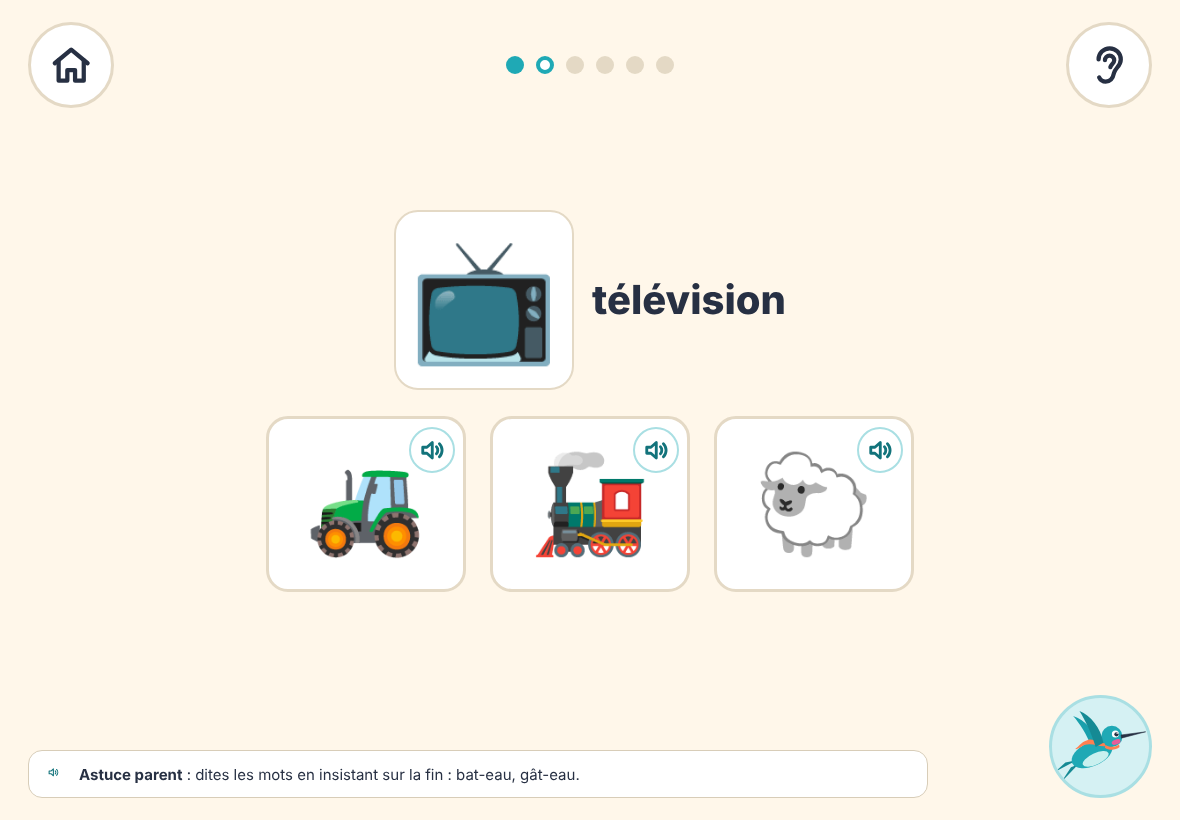 télévision
Astuce parent : dites les mots en insistant sur la fin : bat-eau, gât-eau.